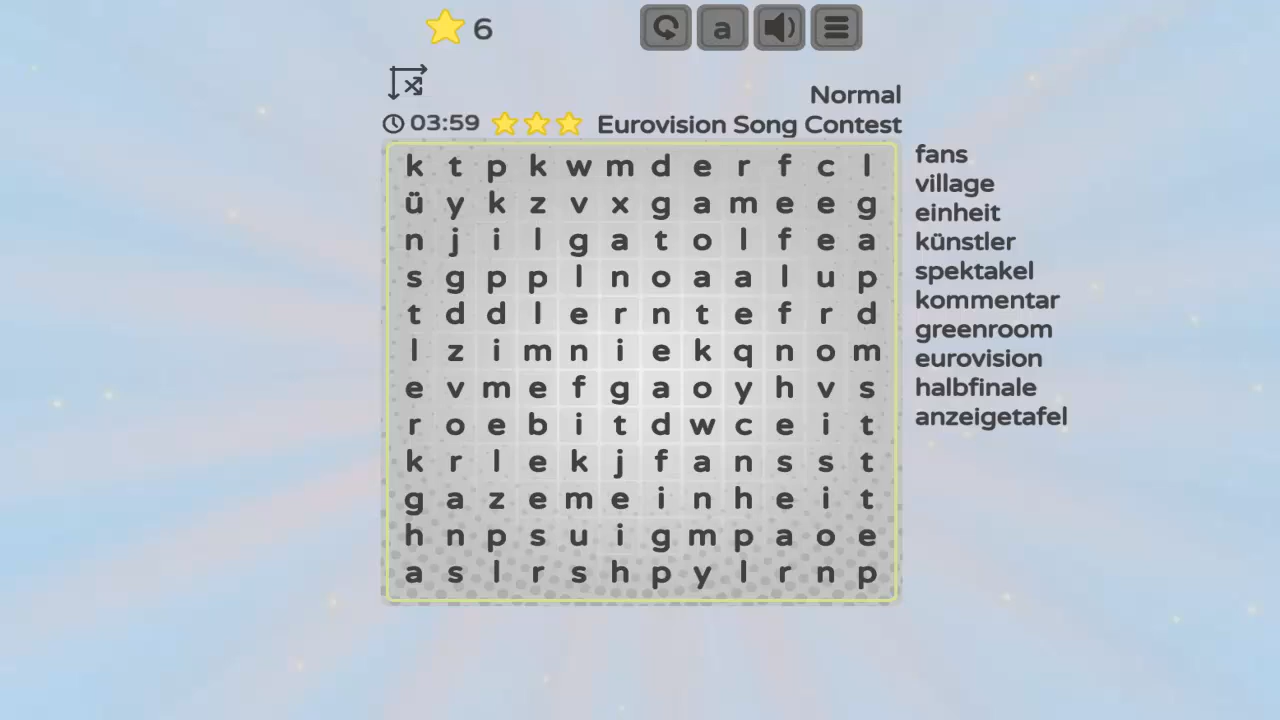 6
a
Normal
03:59
Eurovision Song Contest
k t p k w m d e r f c l
ü y k z v x g a m e e g
n j i l g a t o l f e a
s g p p l n o a a l u p
t d d l e r n t e f r d
l z i m n i e k q n o m
e v m e f g a o y h v s
r o e b i t d w c e i t
k r l e k j f a n s s t
g a z e m e i n h e i t
h n p s u i g m p a o e
a s l r s h p y l r n p
fans
village
einheit
künstler
spektakel
kommentar
greenroom
eurovision
halbfinale
anzeigetafel